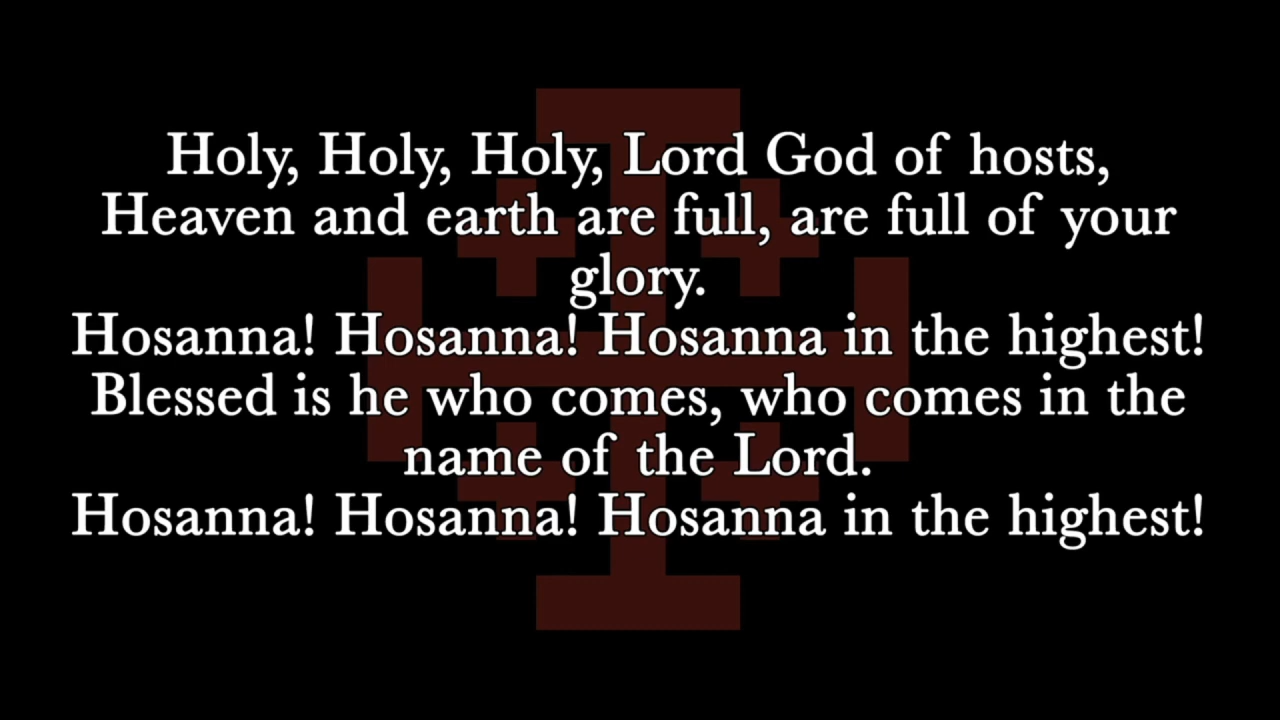 Holy, Holy, Holy, Lord God of hosts,
Heaven and earth are full, are full of your
glory.
Hosanna! Hosanna! Hosanna in the highest!
Blessed is he who comes, who comes in the
name of the Lord.
Hosanna! Hosanna! Hosanna in the highest!